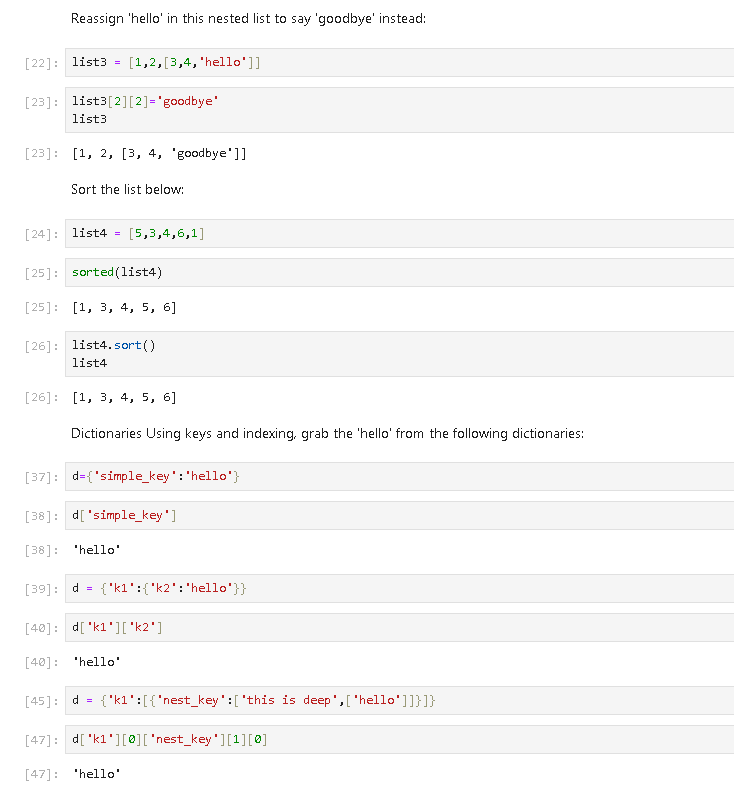 Reassign 'hello' in this nested list to say 'goodbye' instead:
[22]: list3 = [1,2,[3,4,'hello']]
[23]: list3[2][2]='goodbye'
list3
[23]: [1, 2, [3, 4, 'goodbye']]
Sort the list below:
[24]: list4 = [5,3,4,6,1]
[25]: sorted(list4)
[25]: [1, 3, 4, 5, 6]
[26]: list4.sort()
list4
[26]: [1, 3, 4, 5, 6]
Dictionaries Using keys and indexing, grab the 'hello' from the following dictionaries:
[37]: d={'simple_key':'hello'}
[38]: d['simple_key']
[38]: 'hello'
[39]: d = {'k1':{'k2':'hello'}}
[40]: d['k1']['k2']
[40]: 'hello'
[45]: d = {'k1':[{'nest_key':['this is deep',['hello']]}]}
[47]: d['k1'][0]['nest_key'][1][0]
[47]: 'hello'